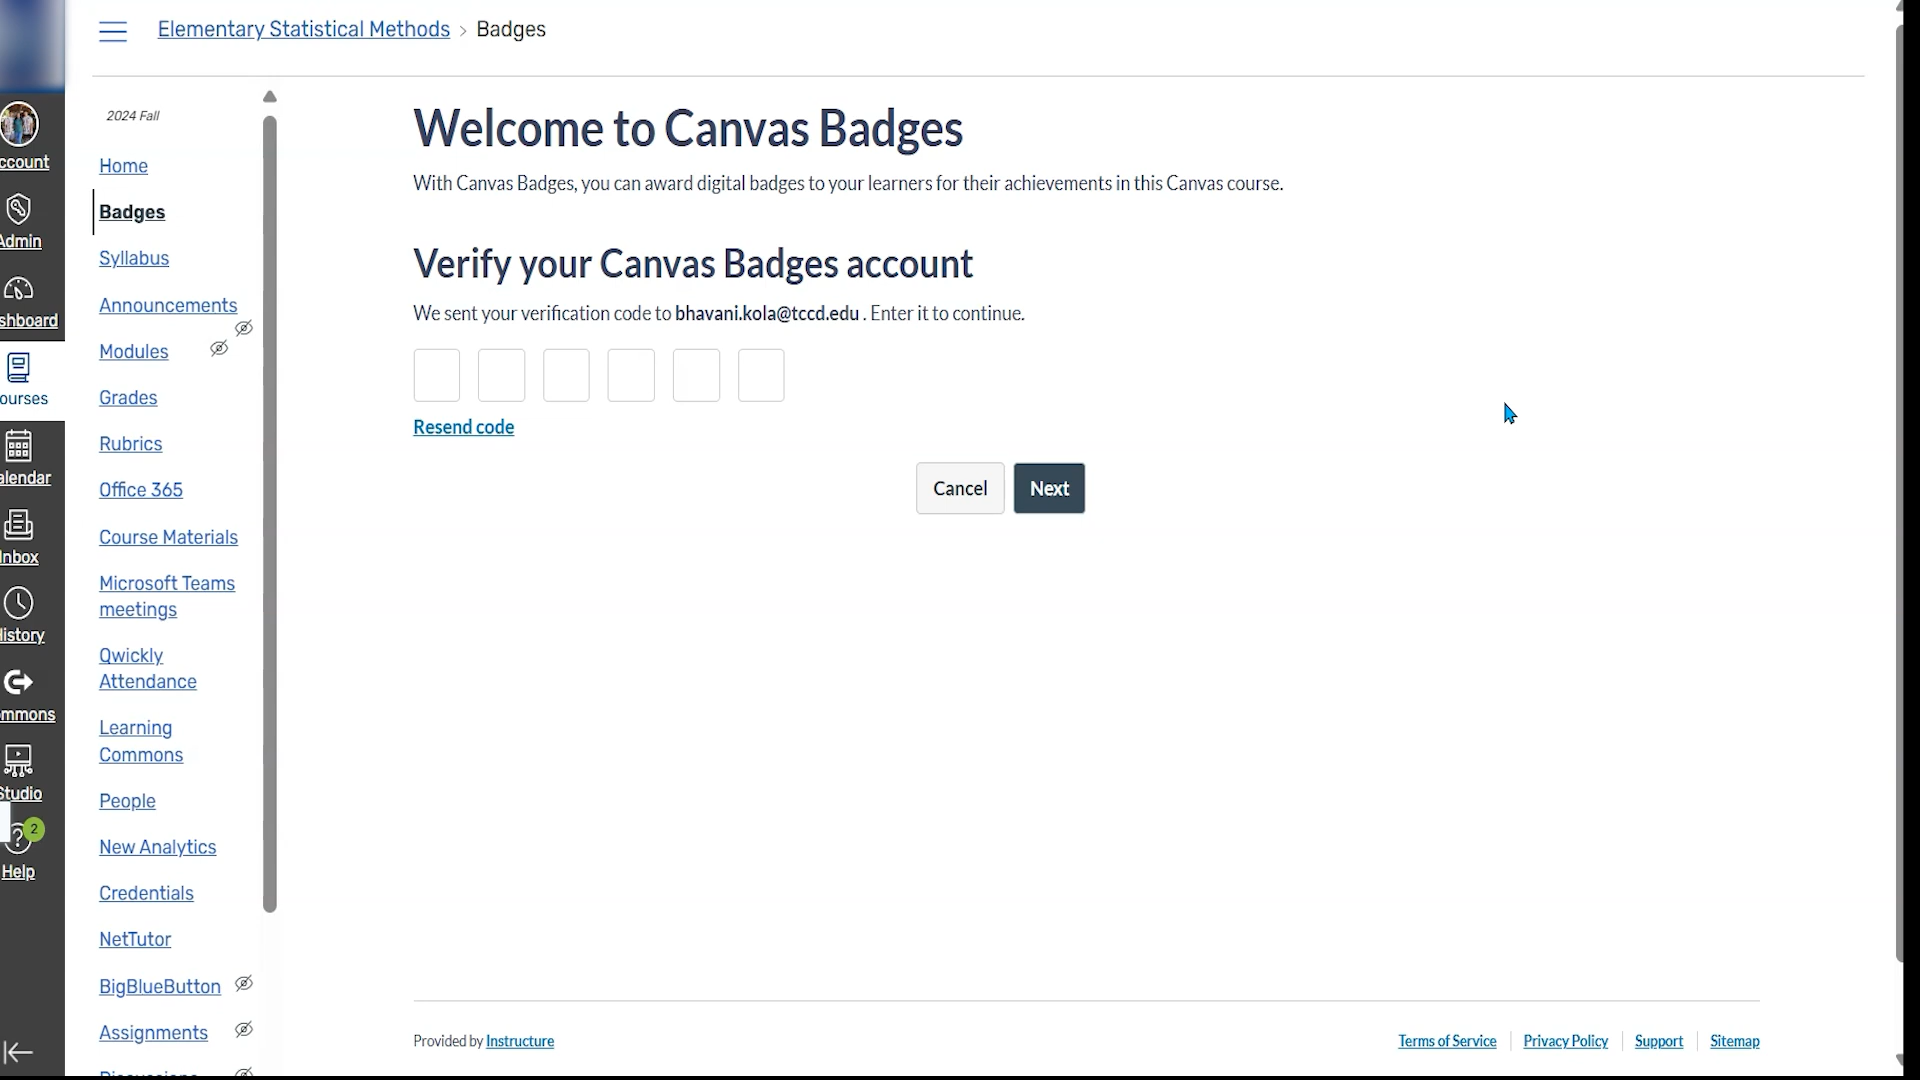 Elementary Statistical Methods > Badges
ccount
Admin
shboard
ourses
alendar
Inbox
History
mmons
Studio
2
Help
2024 Fall
Home
Badges
Syllabus
Announcements
Modules
Grades
Rubrics
Office 365
Course Materials
Microsoft Teams
meetings
Qwickly
Attendance
Learning
Commons
People
New Analytics
Credentials
NetTutor
BigBlueButton
Assignments
Welcome to Canvas Badges
With Canvas Badges, you can award digital badges to your learners for their achievements in this Canvas course.
Verify your Canvas Badges account
We sent your verification code to bhavani.kola@tccd.edu . Enter it to continue.
Resend code
Cancel
Next
Provided by Instructure
Terms of Service
Privacy Policy
Support
Sitemap